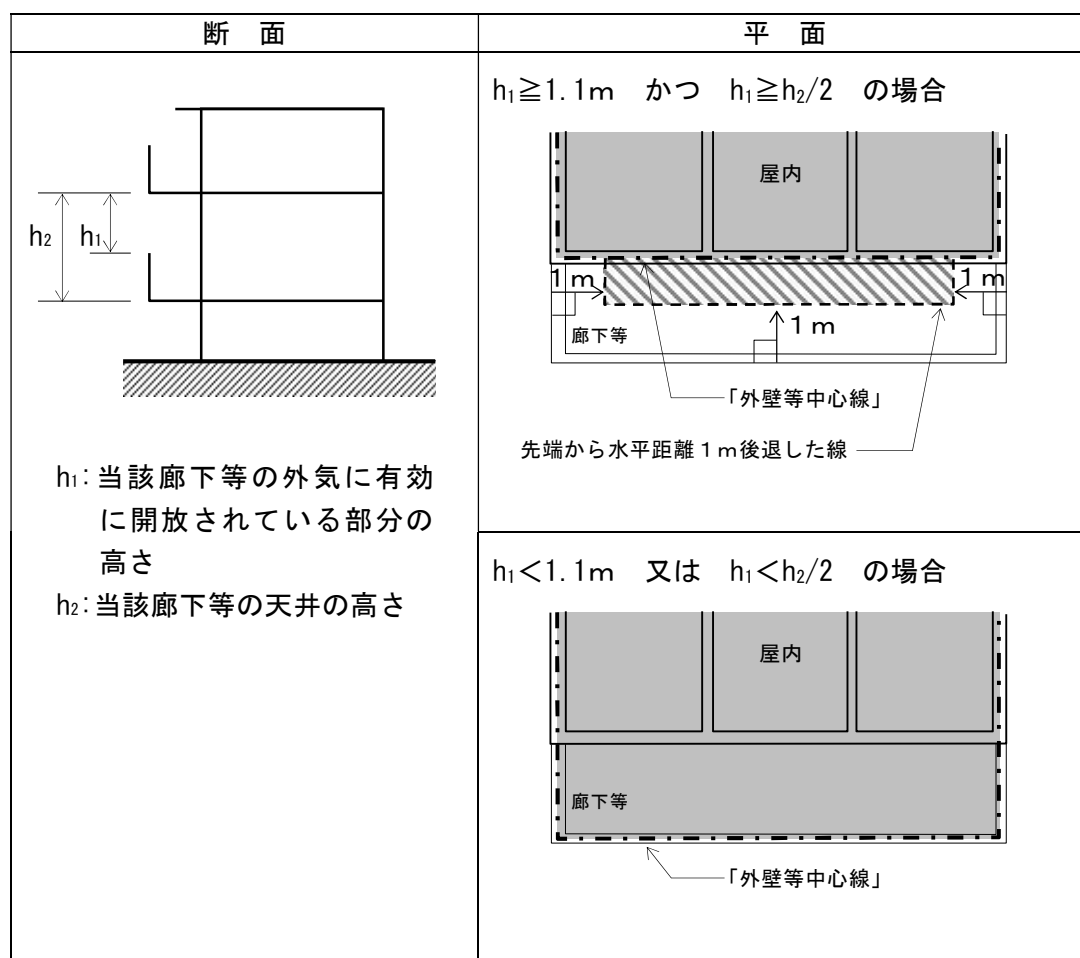 断　面
平　面
h₂
h₁
h₁：当該廊下等の外気に有効
に開放されている部分の
高さ
h₂：当該廊下等の天井の高さ
h₁≧1.1ｍ　かつ　h₁≧h₂/2　の場合
屋内
１ｍ
１ｍ
１ｍ
廊下等
「外壁等中心線」
先端から水平距離１ｍ後退した線
h₁＜1.1ｍ　又は　h₁＜h₂/2　の場合
屋内
廊下等
「外壁等中心線」